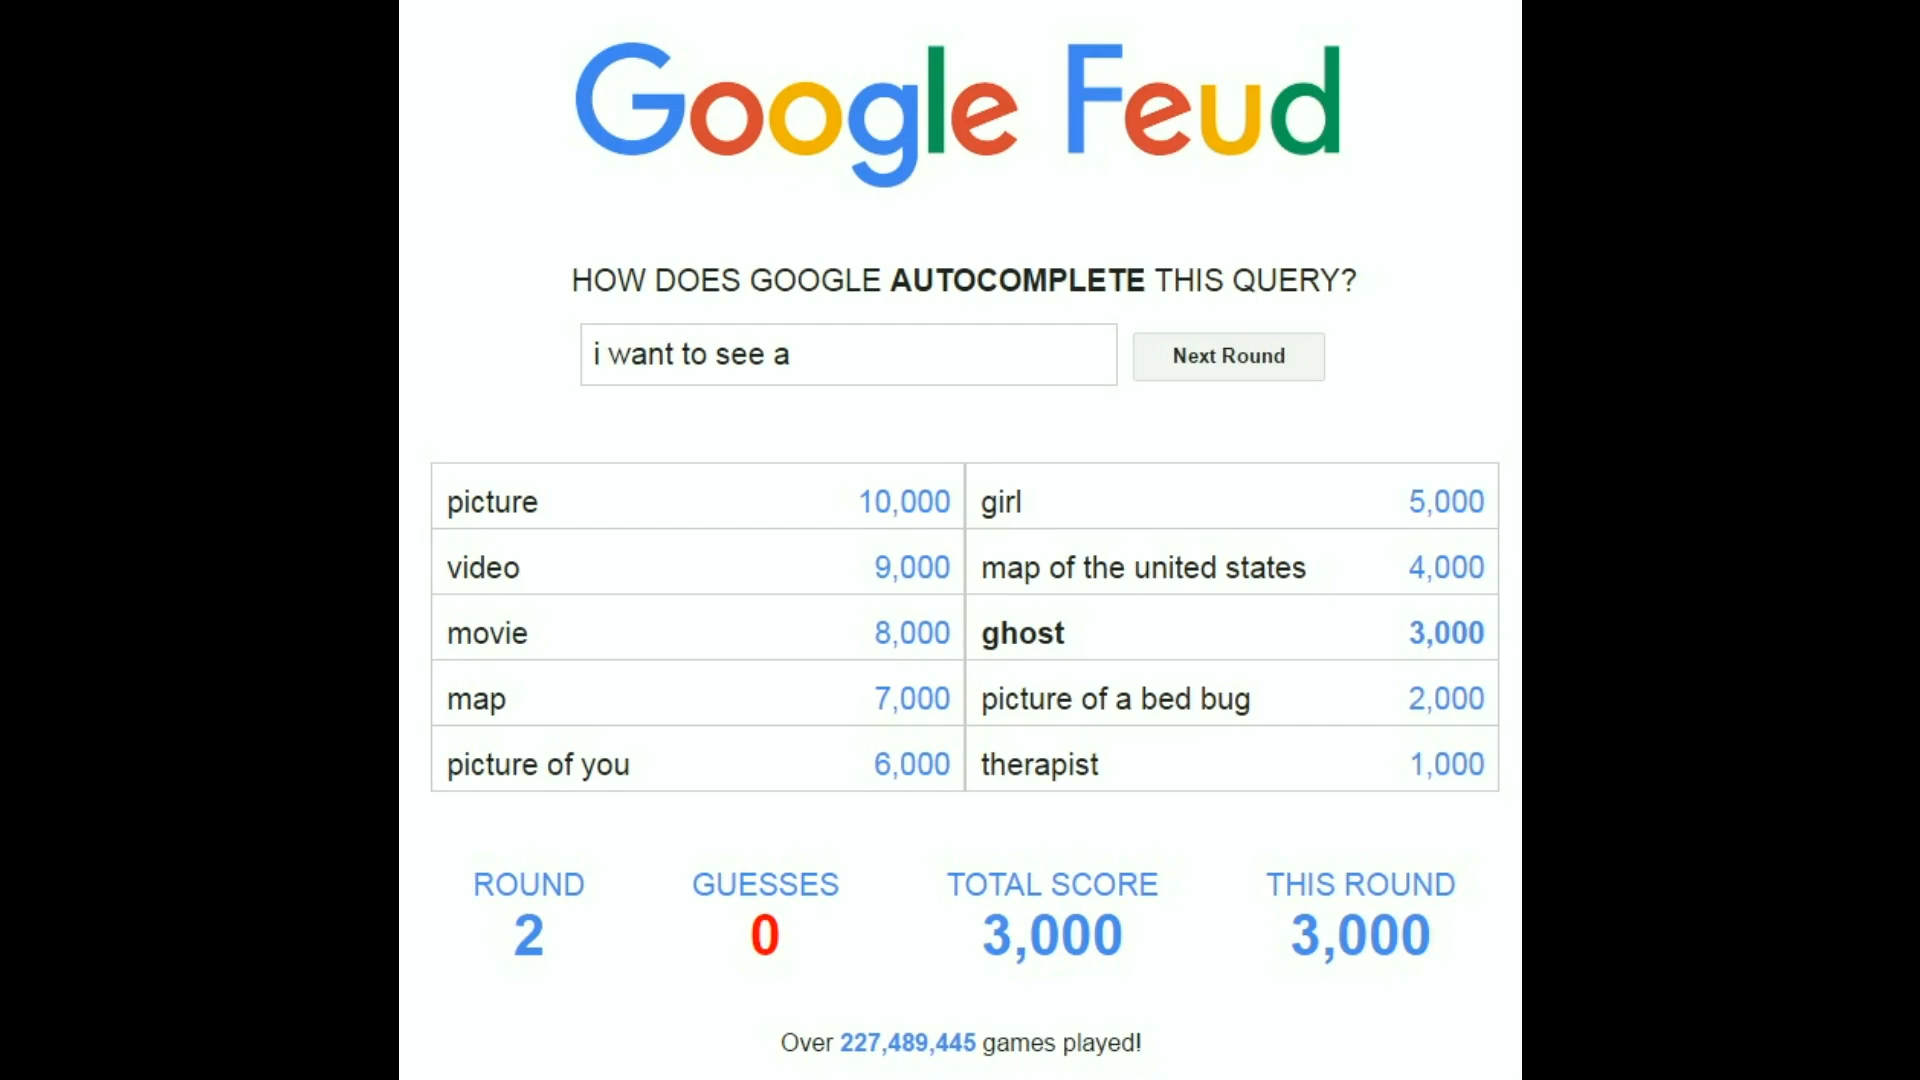 Google Feud
HOW DOES GOOGLE AUTOCOMPLETE THIS QUERY?
i want to see a
Next Round
picture 10,000
girl 5,000
video 9,000
map of the united states 4,000
movie 8,000
ghost 3,000
map 7,000
picture of a bed bug 2,000
picture of you 6,000
therapist 1,000
ROUND GUESSES TOTAL SCORE THIS ROUND
2 0 3,000 3,000
Over 227,489,445 games played!